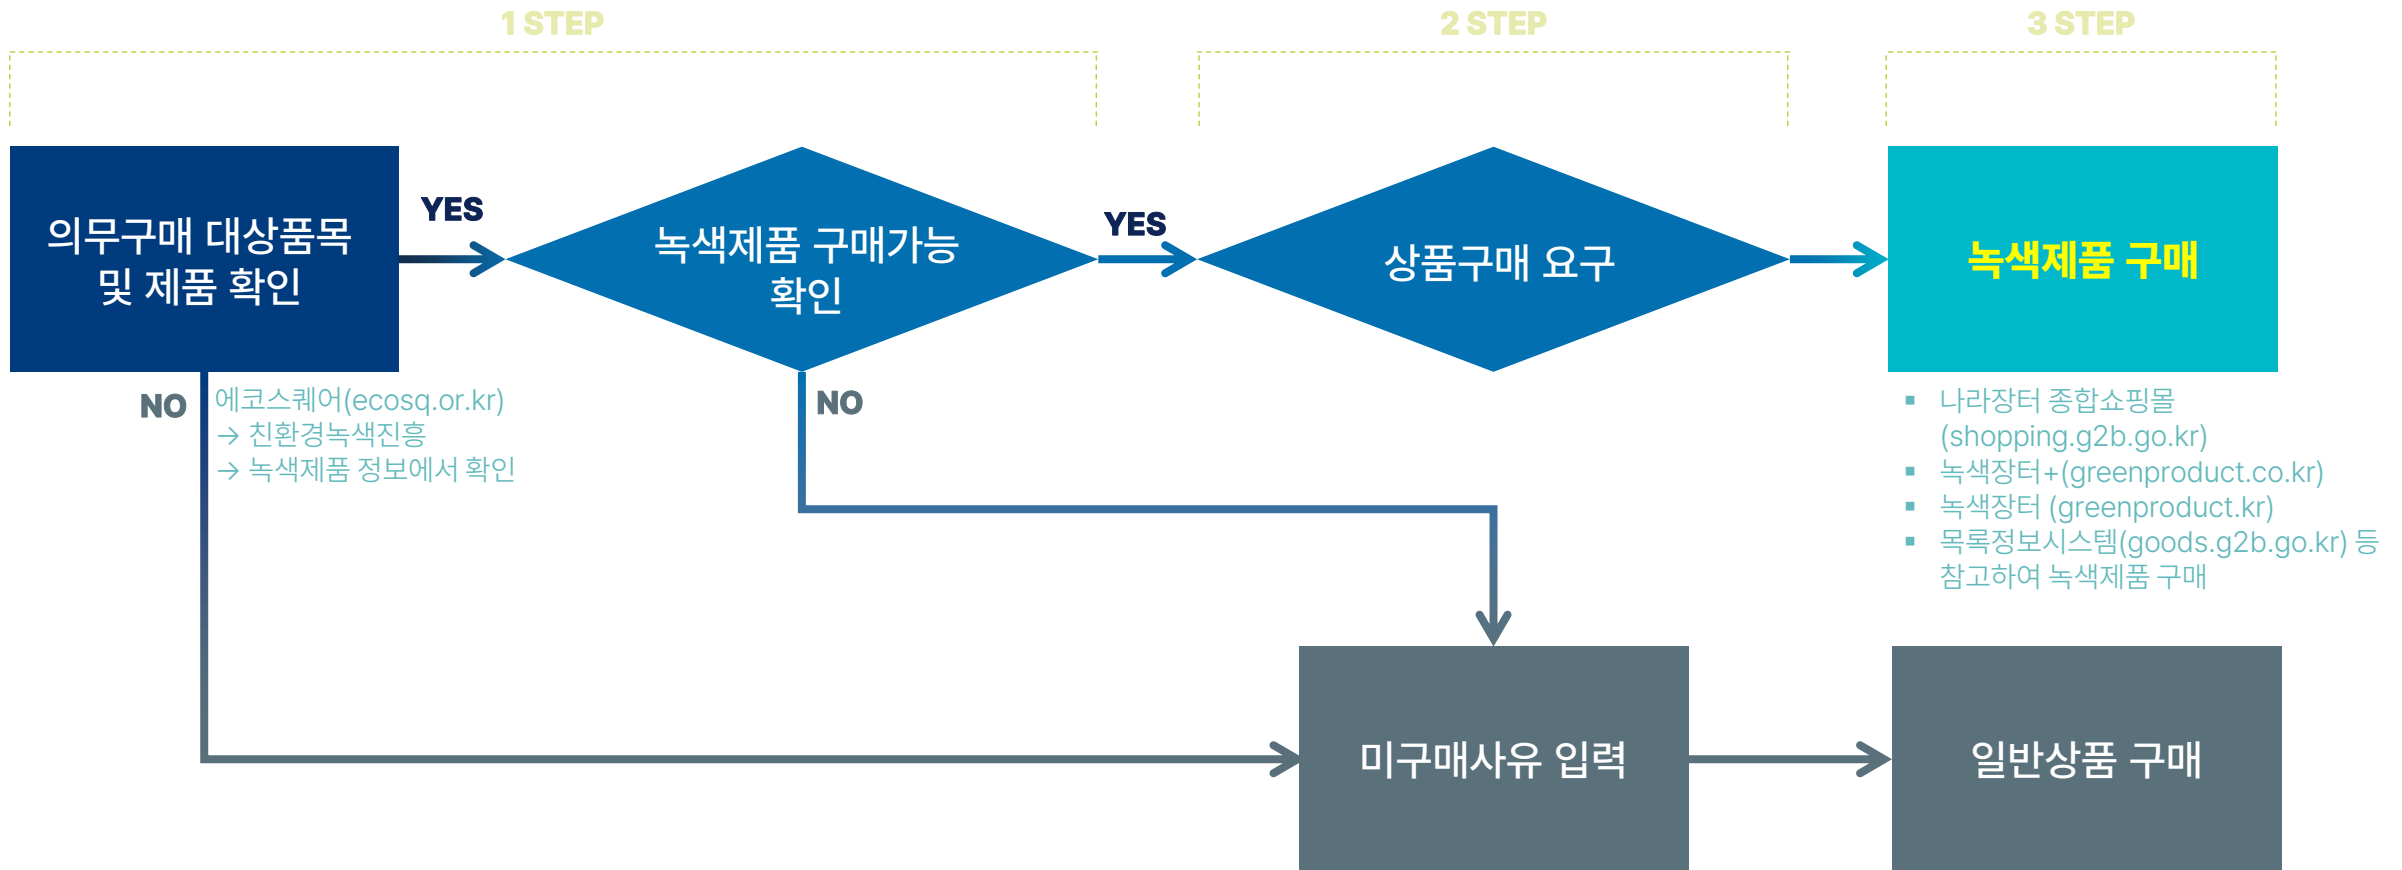 1 STEP
2 STEP
3 STEP
의무구매 대상품목
및 제품 확인
YES
녹색제품 구매가능
확인
YES
상품구매 요구
녹색제품 구매
NO
에코스퀘어(ecosq.or.kr)
→ 친환경녹색진흥
→ 녹색제품 정보에서 확인
NO
▪ 나라장터 종합쇼핑몰
(shopping.g2b.go.kr)
▪ 녹색장터+(greenproduct.co.kr)
▪ 녹색장터 (greenproduct.kr)
▪ 목록정보시스템(goods.g2b.go.kr) 등
참고하여 녹색제품 구매
미구매사유 입력
일반상품 구매